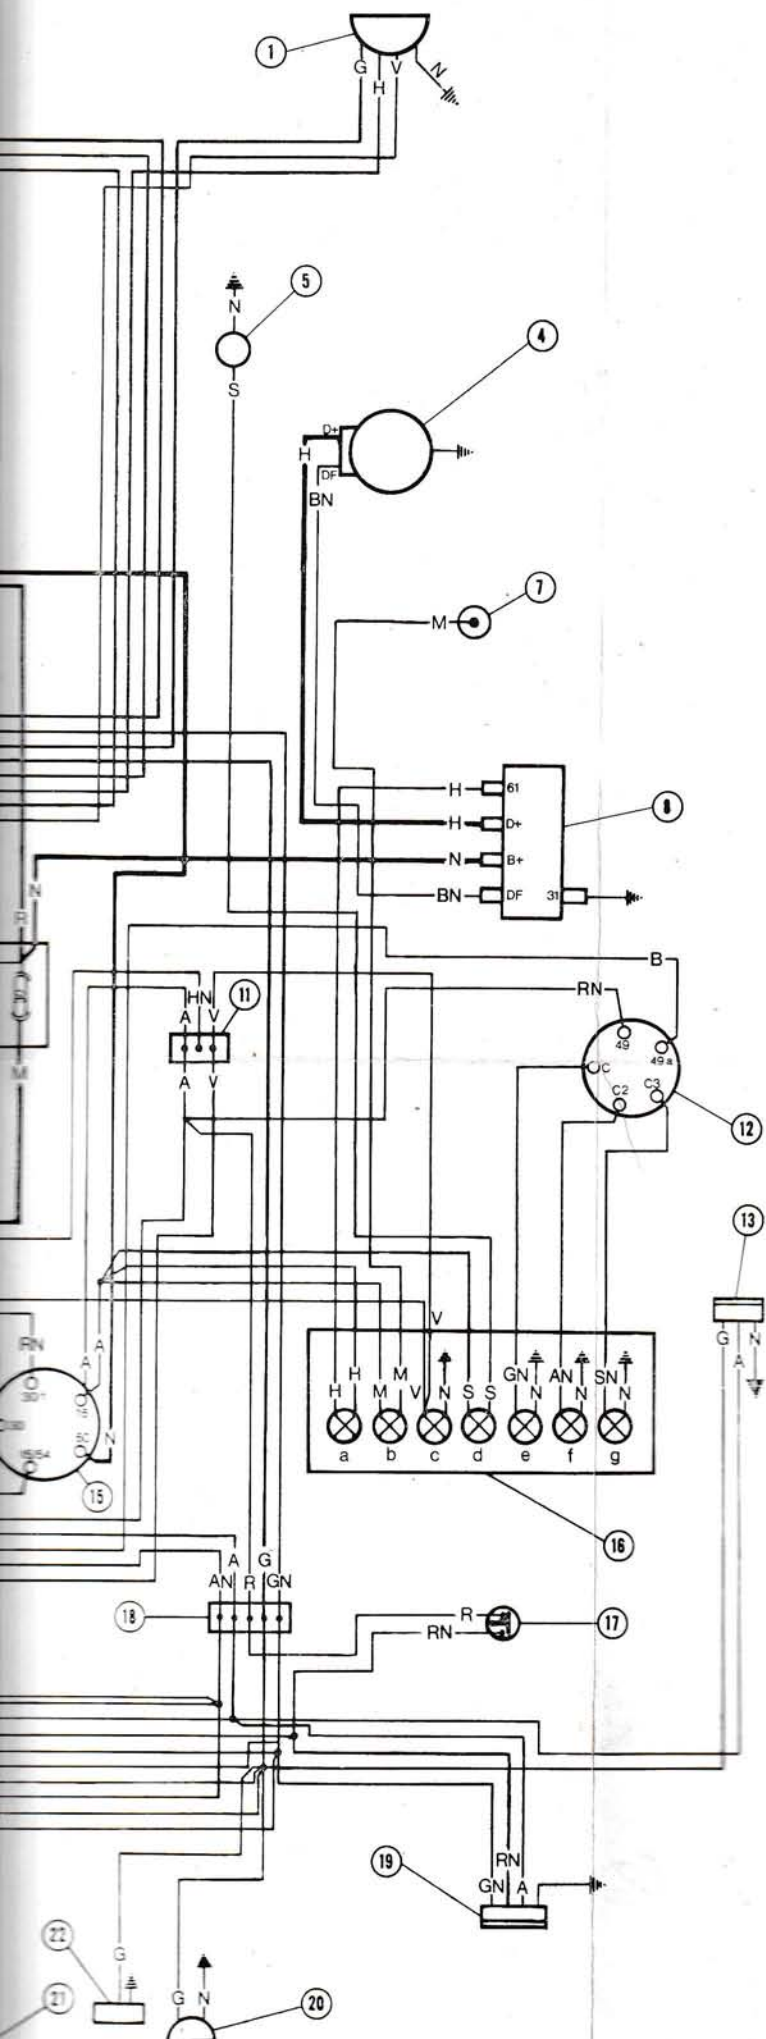 1
G H V N
5
N
S
4
D+
H
DF
BN
7
M
H 61
8
H D+
N B+
BN DF 31
N
R
B
HN
A V
11
RN
49
49a
C
C2 C3
12
A V
M
13
G A N
V
RN
A A
H H M M V N S S GN N AN N SN N
a b c d e f g
30
50
N
15/54
15
16
A G
AN R GN
18
R
RN
17
19
RN
GN A
22
G
21
G N
20